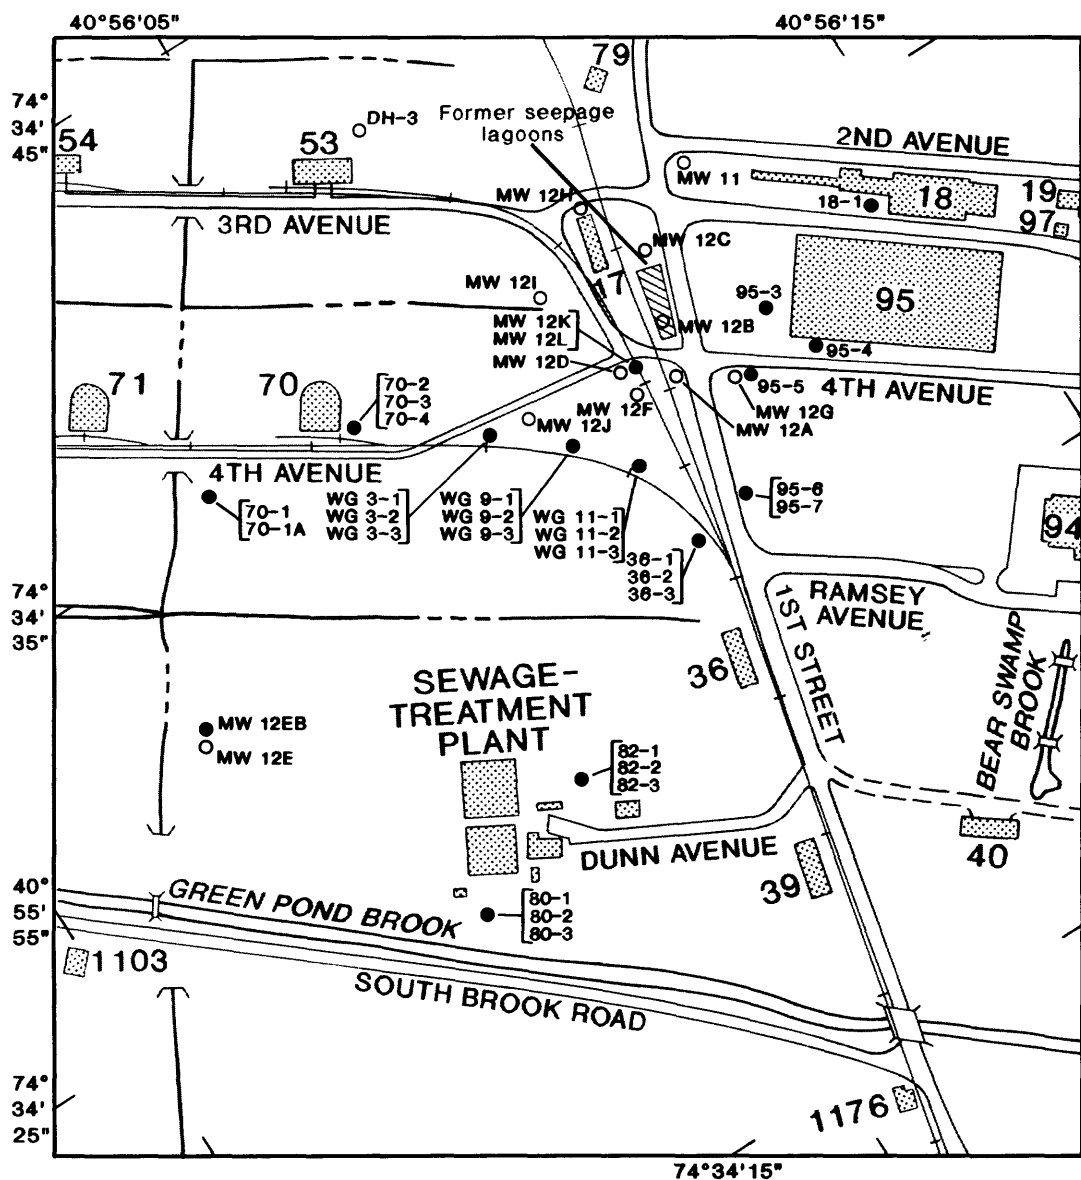 40°56'05"
40°56'15"
79
74°
34'
45"
DH-3
Former seepage
lagoons
54
53
2ND AVENUE
MW 11
MW 12H
18-1
18
19
97
3RD AVENUE
MW 12C
17
MW 12I
95-3
95
MW 12K
MW 12L
MW 12B
95-4
MW 12D
71
70
70-2
70-3
70-4
95-5
4TH AVENUE
MW 12F
MW 12G
MW 12J
MW 12A
4TH AVENUE
70-1
70-1A
WG 3-1
WG 3-2
WG 3-3
WG 9-1
WG 9-2
WG 9-3
WG 11-1
WG 11-2
WG 11-3
95-6
95-7
94
36-1
36-2
36-3
74°
34'
35"
RAMSEY
AVENUE
1ST STREET
36
BEAR SWAMP
BROOK
SEWAGE-
TREATMENT
PLANT
MW 12EB
MW 12E
82-1
82-2
82-3
DUNN AVENUE
40
39
40°
55'
55"
GREEN POND BROOK
80-1
80-2
80-3
1103
SOUTH BROOK ROAD
74°
34'
25"
1176
74°34'15"